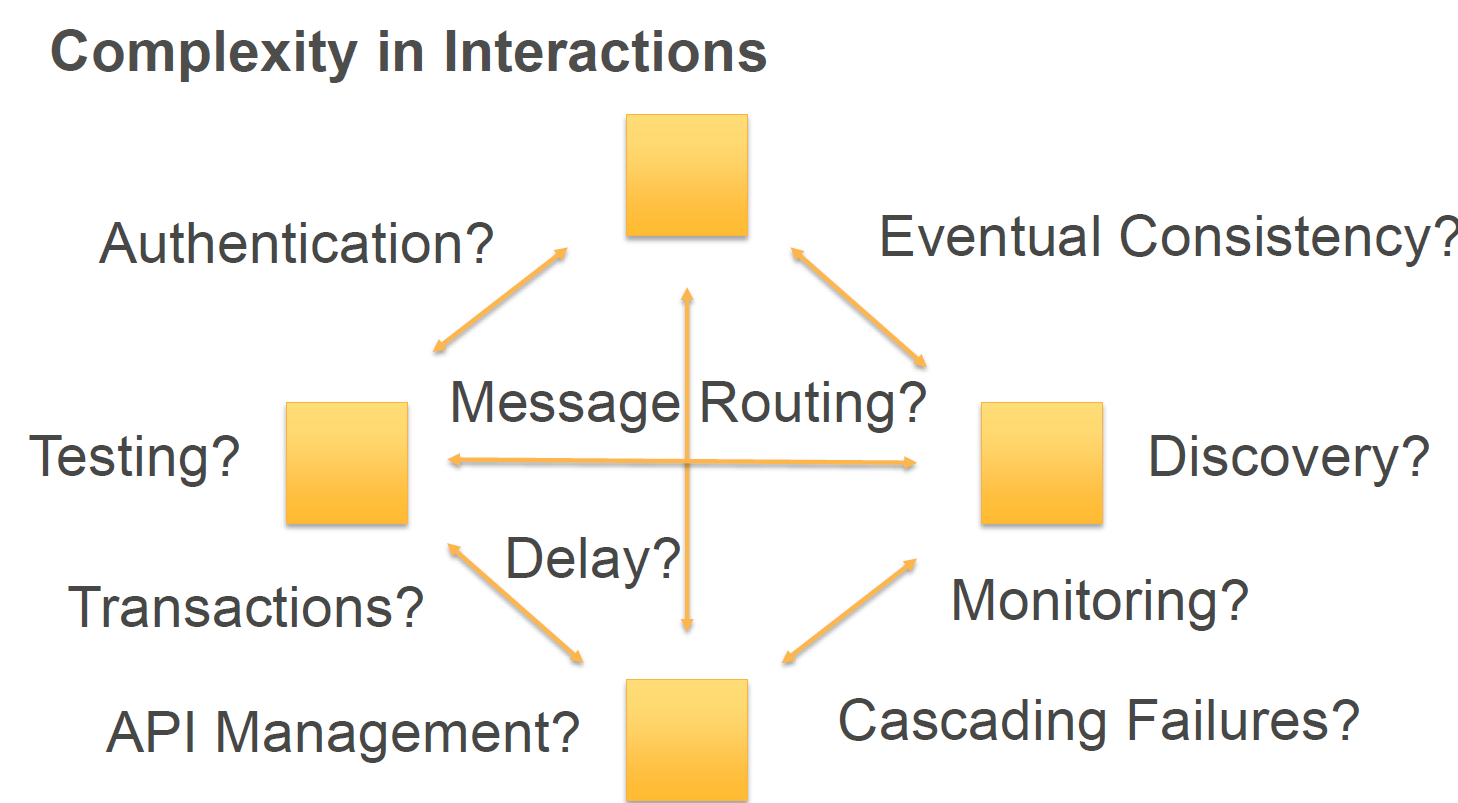 Complexity in Interactions
Authentication?
Eventual Consistency?
Message Routing?
Testing?
Discovery?
Delay?
Transactions?
Monitoring?
API Management?
Cascading Failures?